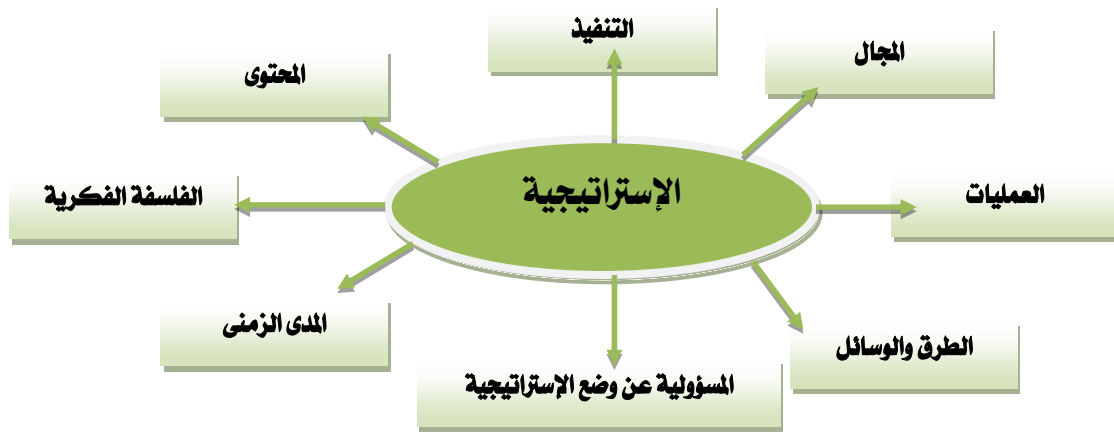 التنفيذ
المجال
المحتوى
الإستراتيجية
العمليات
الفلسفة الفكرية
المدى الزمنى
الطرق والوسائل
المسؤولية عن وضع الإستراتيجية